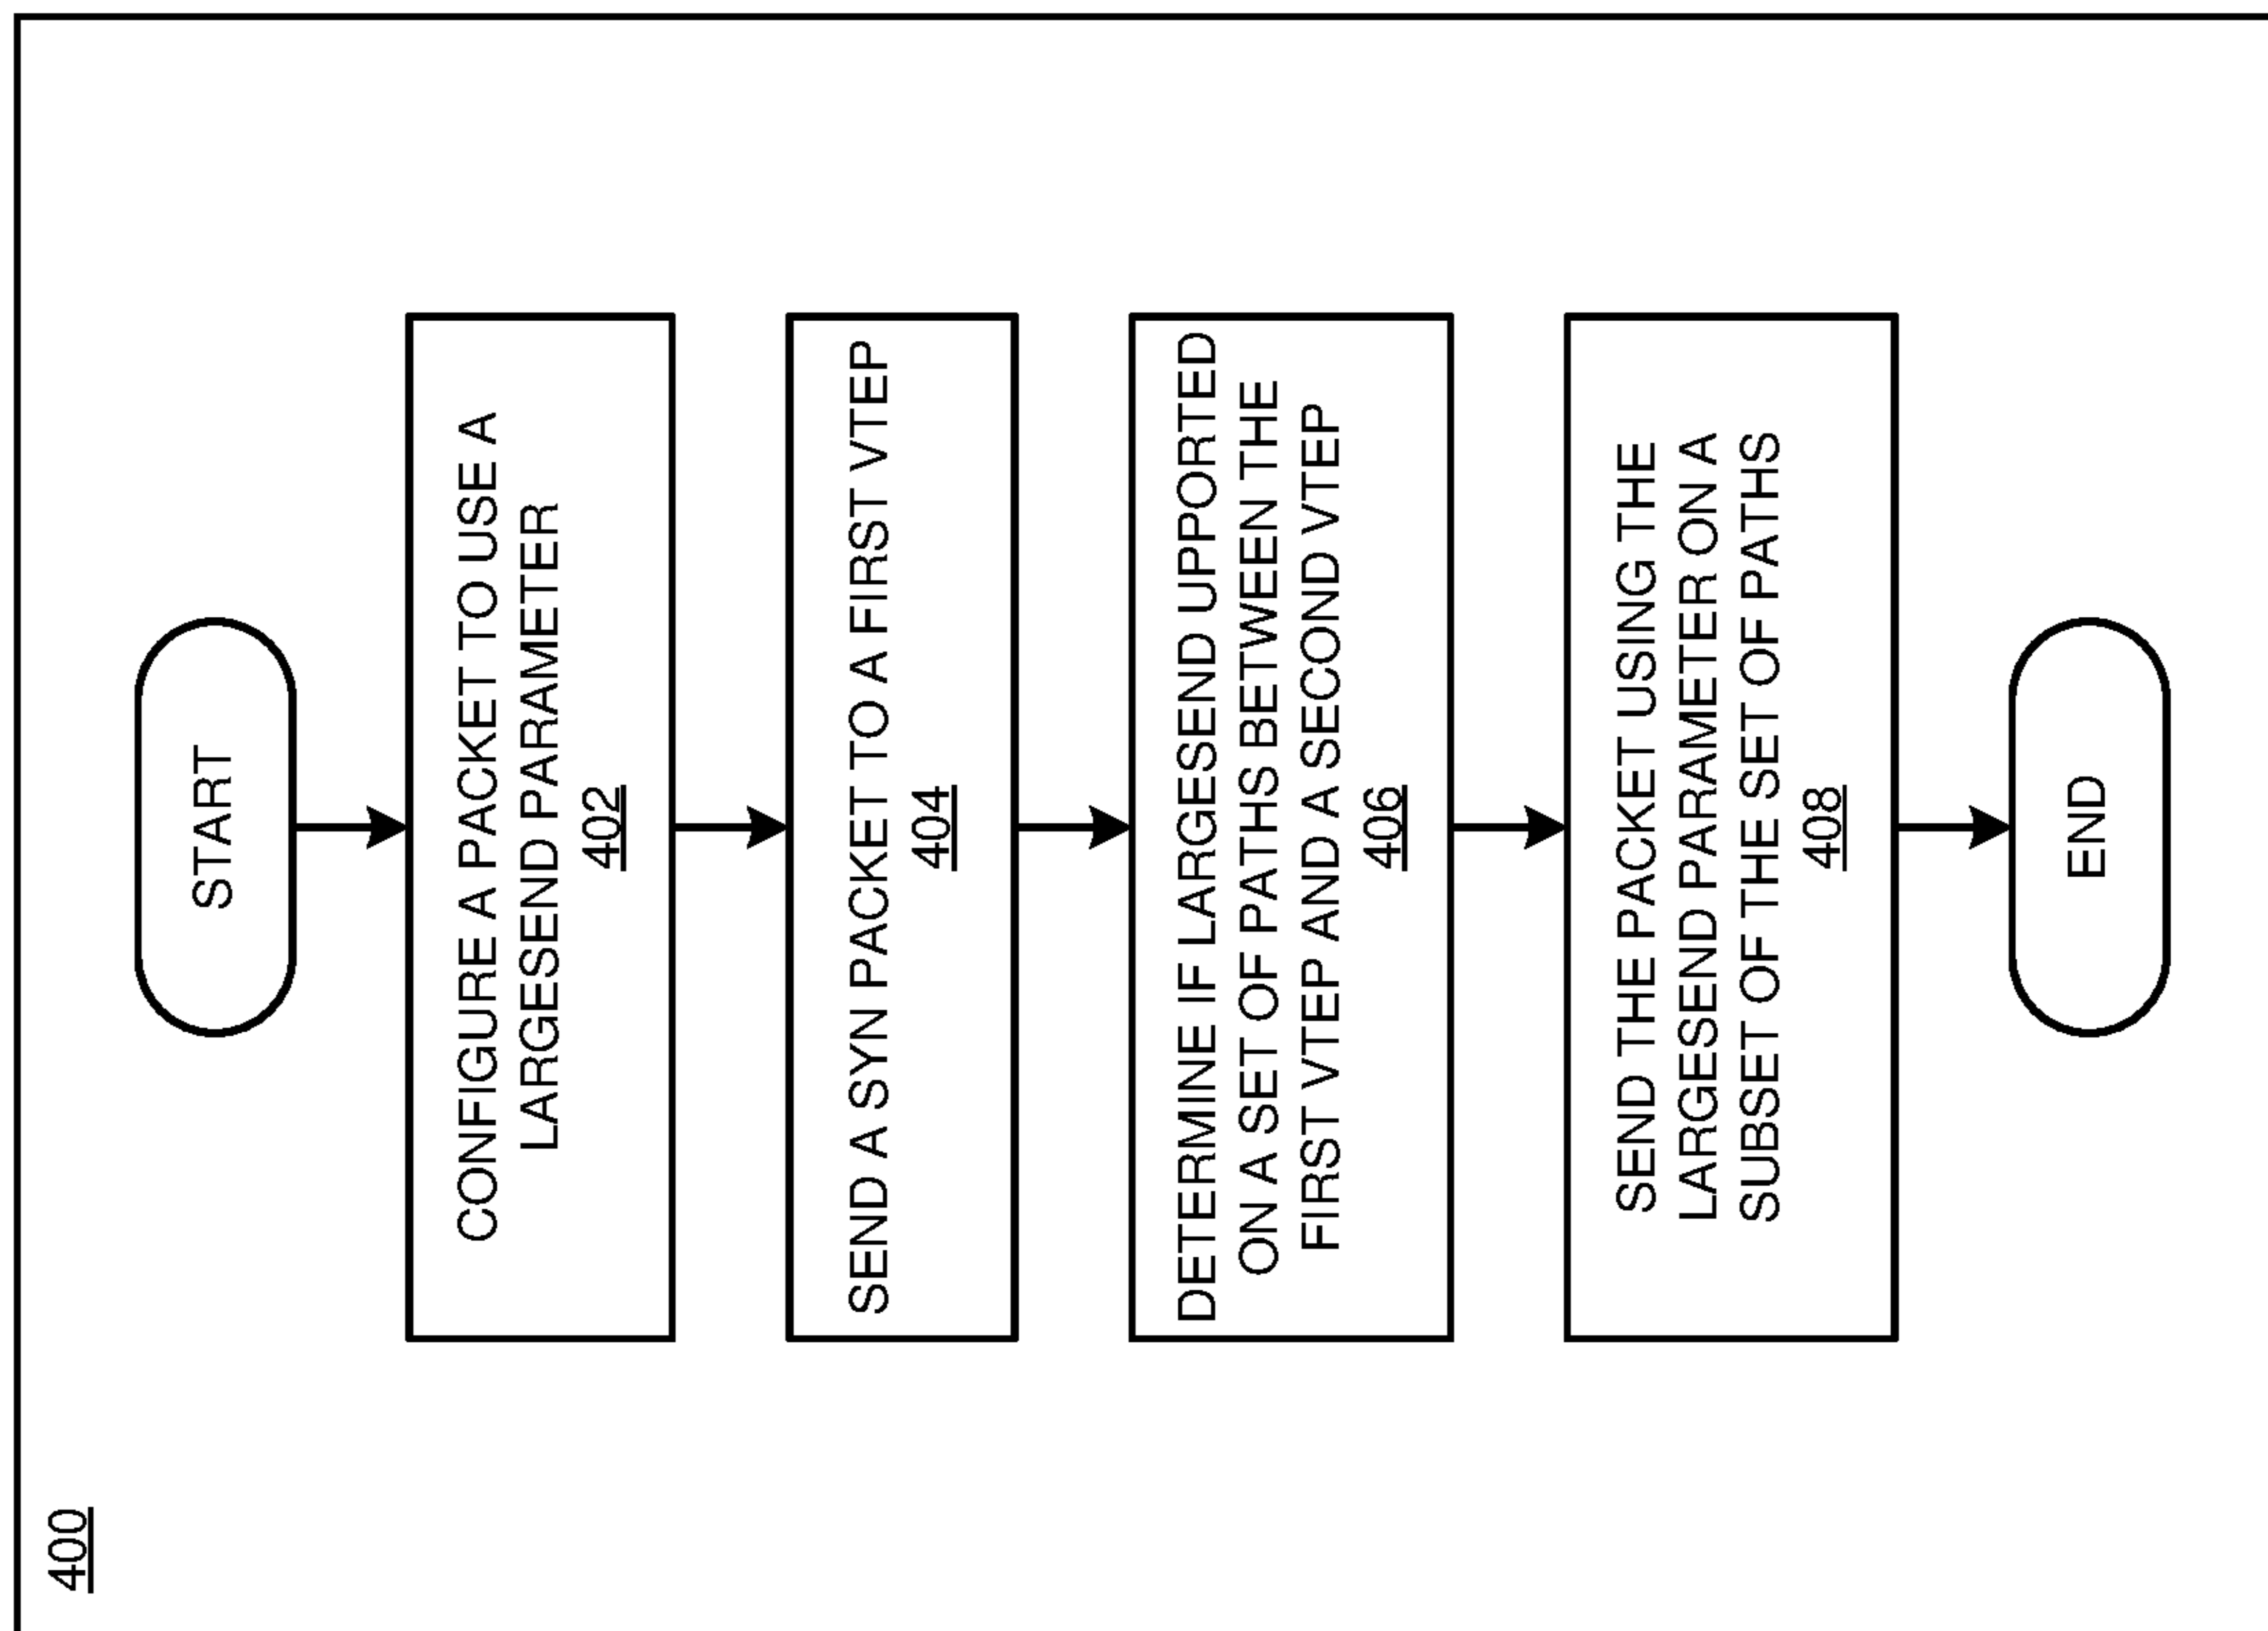 400
START
CONFIGURE A PACKET TO USE A
LARGESEND PARAMETER
402
SEND A SYN PACKET TO A FIRST VTEP
404
DETERMINE IF LARGESEND UPPORTED
ON A SET OF PATHS BETWEEN THE
FIRST VTEP AND A SECOND VTEP
406
SEND THE PACKET USING THE
LARGESEND PARAMETER ON A
SUBSET OF THE SET OF PATHS
408
END